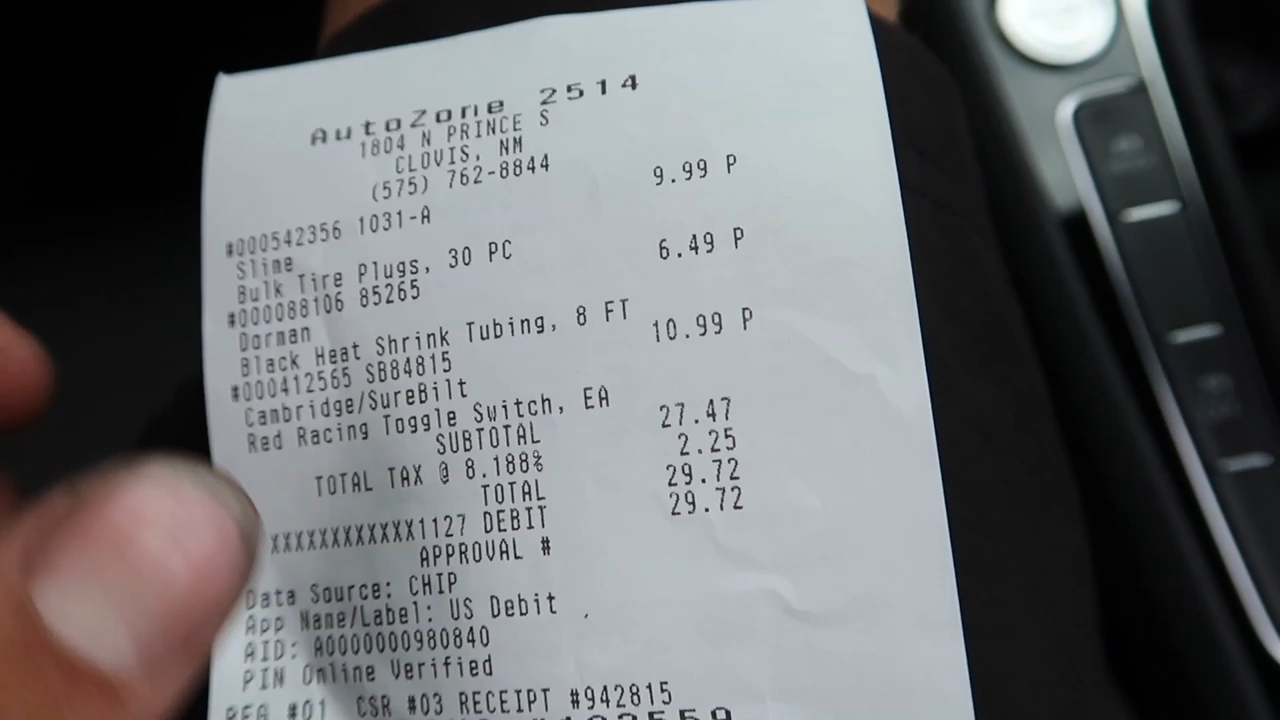 AutoZone 2514
1804 N PRINCE S
CLOVIS, NM
(575) 762-8844
#000542356 1031-A 9.99 P
Slime
Bulk Tire Plugs, 30 PC
#000088106 85265 6.49 P
Dorman
Black Heat Shrink Tubing, 8 FT
#000412565 SB84815 10.99 P
Cambridge/SureBilt
Red Racing Toggle Switch, EA
SUBTOTAL 27.47
TOTAL TAX @ 8.188% 2.25
TOTAL 29.72
XXXXXXXXXXXX1127 DEBIT 29.72
APPROVAL #
Data Source: CHIP
App Name/Label: US Debit
AID: A0000000980840
PIN Online Verified
REG #01 CSR #03 RECEIPT #942815